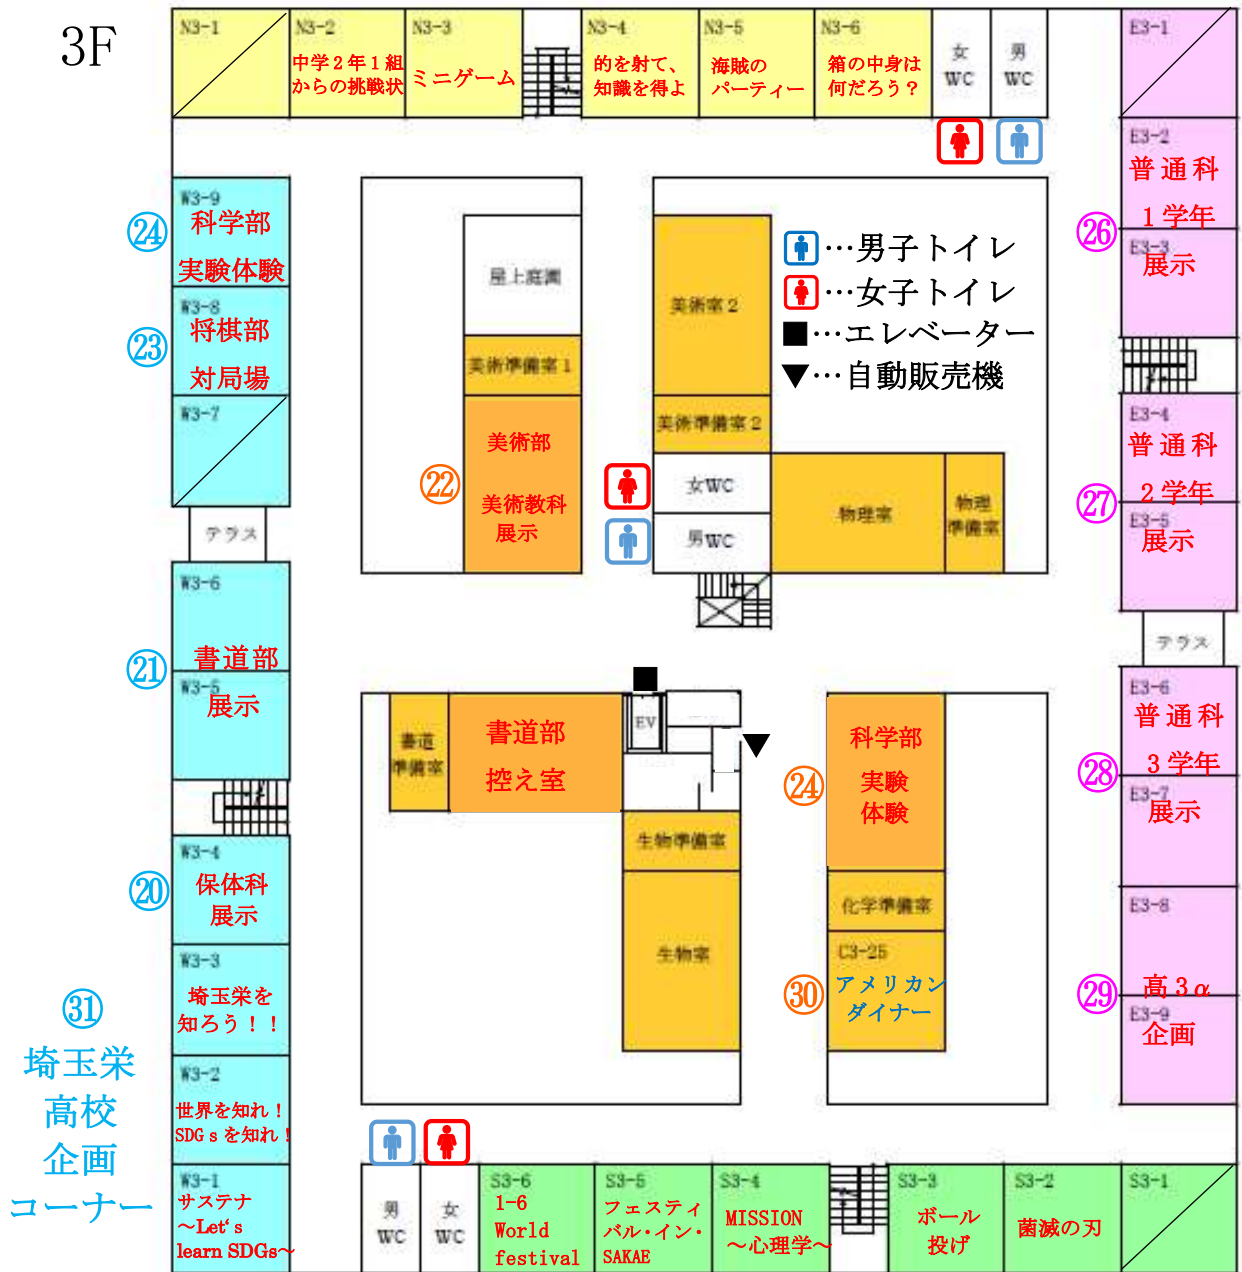 3F
N3-1
N3-2
中学2年1組
からの挑戦状
N3-3
ミニゲーム
N3-4
的を射て、
知識を得よ
N3-5
海賊の
パーティー
N3-6
箱の中身は
何だろう？
女
WC
男
WC
E3-1
E3-2
普通科
1学年
E3-3
展示
㉖
W3-9
科学部
実験体験
㉔
W3-8
将棋部
対局場
㉓
W3-7
テラス
屋上庭園
美術準備室1
美術部
美術教科
展示
㉒
美術室2
美術準備室2
女WC
男WC
物理室
物理
準備室
…男子トイレ
…女子トイレ
■…エレベーター
▼…自動販売機
E3-4
普通科
2学年
E3-5
展示
㉗
テラス
W3-6
書道部
W3-5
展示
㉑
書道
準備室
書道部
控え室
EV
生物準備室
生物室
科学部
実験
体験
㉔
化学準備室
C3-25
アメリカン
ダイナー
㉚
E3-6
普通科
3学年
E3-7
展示
㉘
E3-8
高3α
E3-9
企画
㉙
W3-4
保体科
展示
⑳
W3-3
埼玉栄を
知ろう！！
W3-2
世界を知れ！
SDGsを知れ！
W3-1
サステナ
～Let's
learn SDGs～
㉛
埼玉栄
高校
企画
コーナー
男
WC
女
WC
S3-6
1-6
World
festival
S3-5
フェスティ
バル・イン・
SAKAE
S3-4
MISSION
～心理学～
S3-3
ボール
投げ
S3-2
菌滅の刃
S3-1